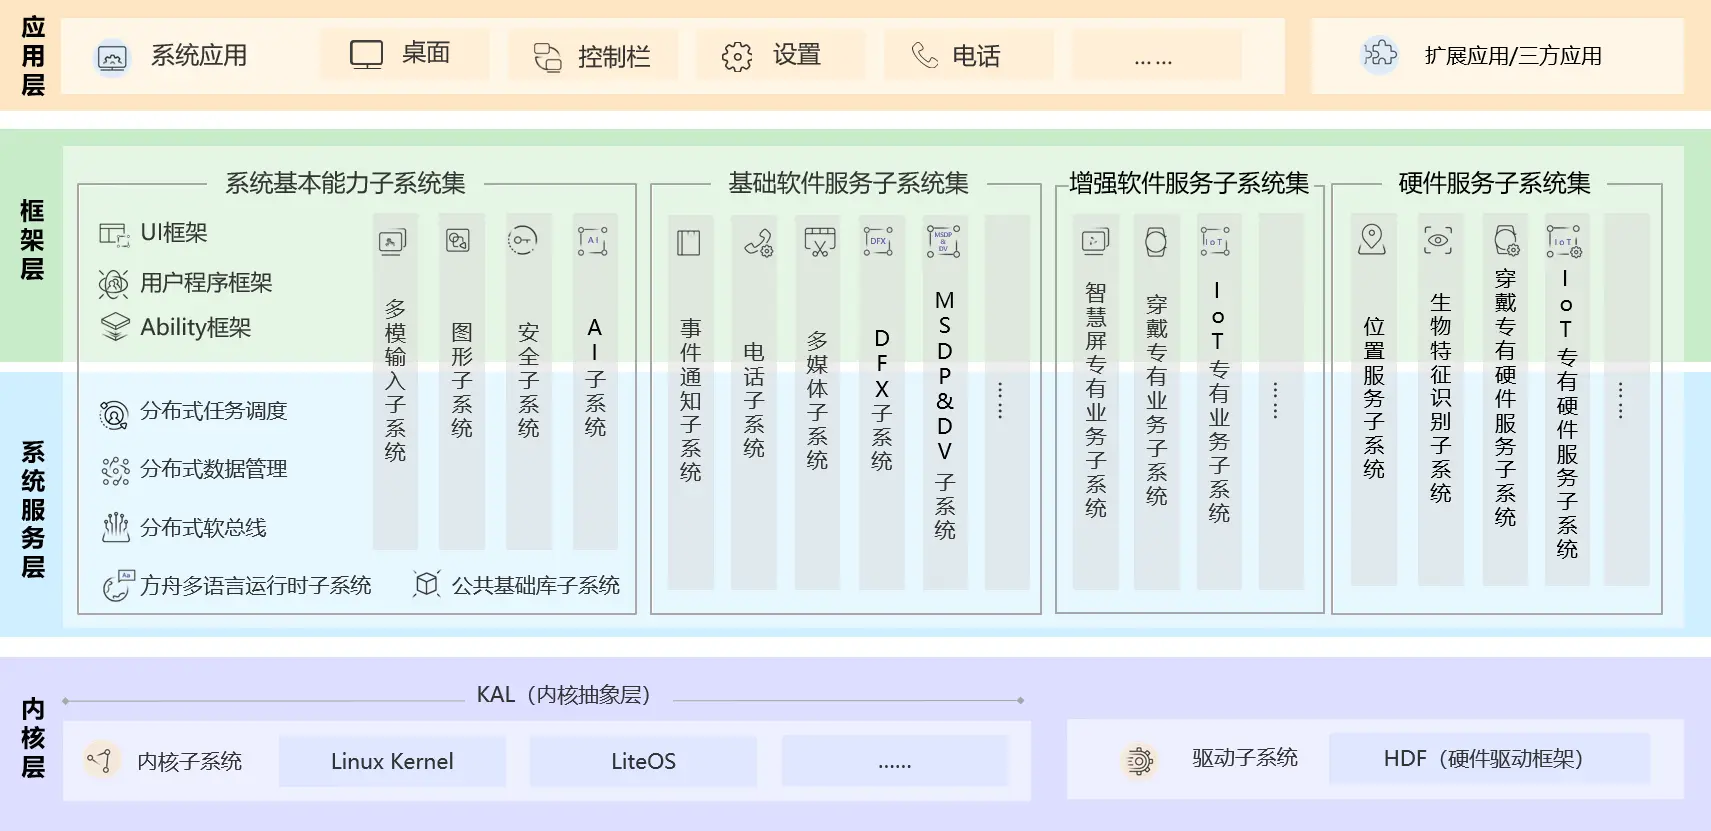 应用层
系统应用
桌面
控制栏
设置
电话
……
扩展应用/三方应用
框架层
系统服务层
系统基本能力子系统集
UI框架
用户程序框架
Ability框架
分布式任务调度
分布式数据管理
分布式软总线
方舟多语言运行时子系统
公共基础库子系统
多模输入子系统
图形子系统
安全子系统
AI
AI子系统
基础软件服务子系统集
事件通知子系统
电话子系统
多媒体子系统
DFX
DFX子系统
MSDP
&
DV
MSDP&DV子系统
……
增强软件服务子系统集
智慧屏专有业务子系统
穿戴专有业务子系统
IoT
IoT专有业务子系统
……
硬件服务子系统集
位置服务子系统
生物特征识别子系统
穿戴专有硬件服务子系统
IoT
IoT专有硬件服务子系统
……
内核层
KAL（内核抽象层）
内核子系统
Linux Kernel
LiteOS
......
驱动子系统
HDF（硬件驱动框架）